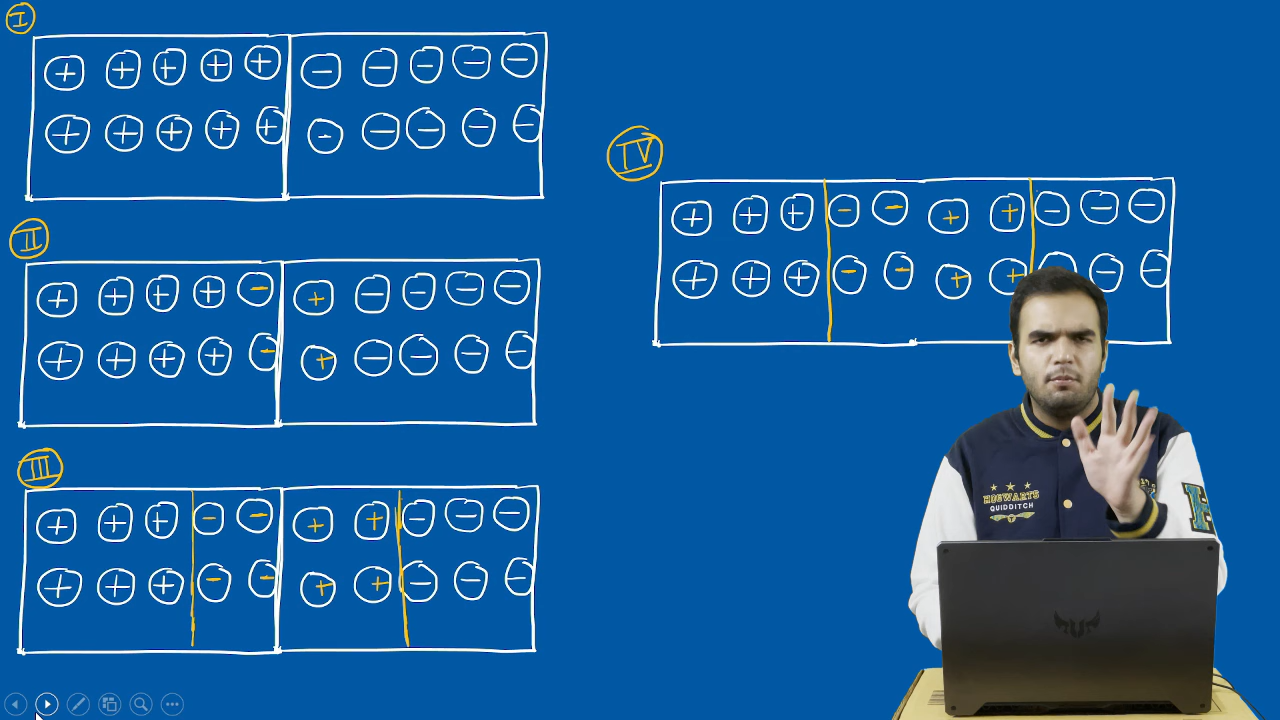 I
+ + + + + − − − − −
+ + + + + − − − − −
II
+ + + + − + − − − −
+ + + + − + − − − −
III
+ + + − − + + − − −
+ + + − − + + − − −
IV
+ + + − − + + − − −
+ + + − − + + − −
HOGWARTS
QUIDDITCH
H